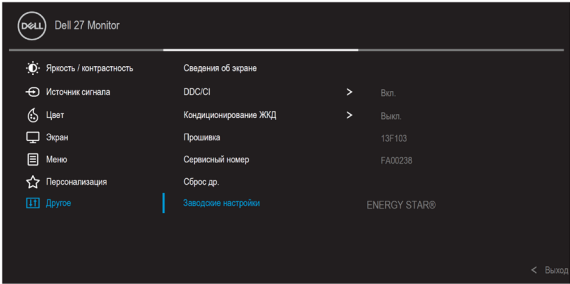 DELL Dell 27 Monitor
Яркость / контрастность Сведения об экране
Источник сигнала DDC/CI > Вкл.
Цвет Кондиционирование ЖКД > Выкл.
Экран Прошивка 13F103
Меню Сервисный номер FA00238
Персонализация Сброс др.
Другое Заводские настройки ENERGY STAR®
< Выход